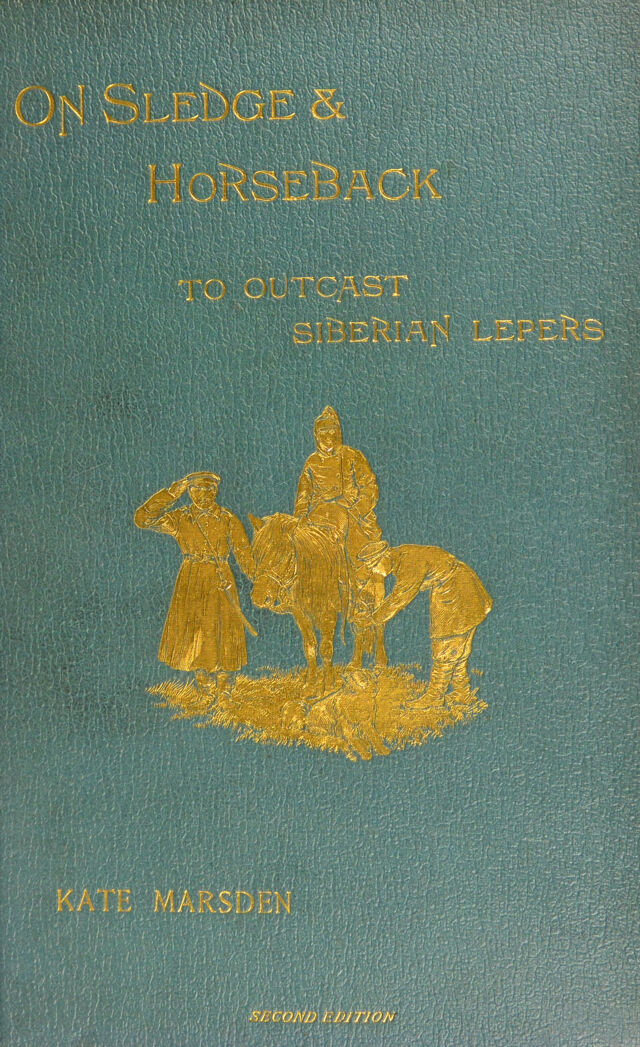 On Sledge &
Horseback
to Outcast
Siberian Lepers
Kate Marsden
SECOND EDITION